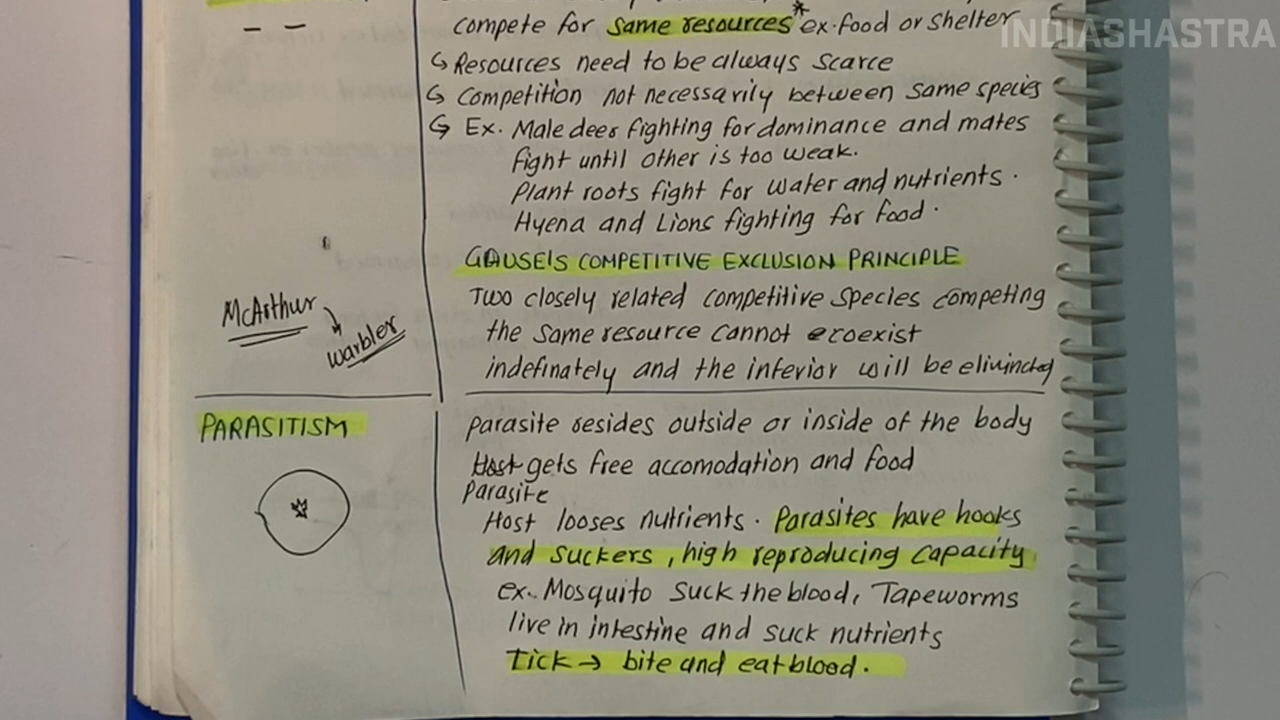 INDIASHASTRA
— —
compete for same resources* ex. food or shelter
↳ Resources need to be always scarce
↳ Competition not necessarily between same species
↳ Ex. Male deer fighting for dominance and mates
fight until other is too weak.
Plant roots fight for water and nutrients.
Hyena and Lions fighting for food.
GAUSE'S COMPETITIVE EXCLUSION PRINCIPLE
Two closely related competitive species competing
the same resource cannot coexist
indefinately and the inferior will be
McArthur
warbler
PARASITISM
Parasite resides outside or inside of the body
Host gets free accomodation and food
Parasite
Host looses nutrients. Parasites have hooks
and suckers, high reproducing capacity
ex. Mosquito suck the blood, Tapeworms
live in intestine and suck nutrients
Tick → bite and eat blood.